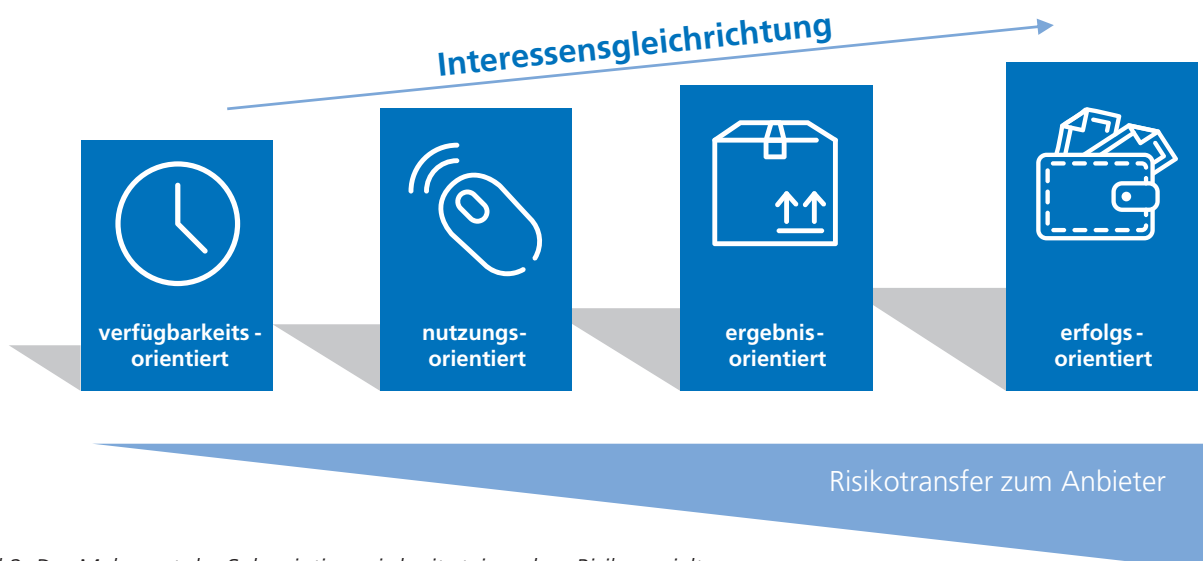 Interessensgleichrichtung
verfügbarkeits-
orientiert
nutzungs-
orientiert
ergebnis-
orientiert
erfolgs-
orientiert
Risikotransfer zum Anbieter